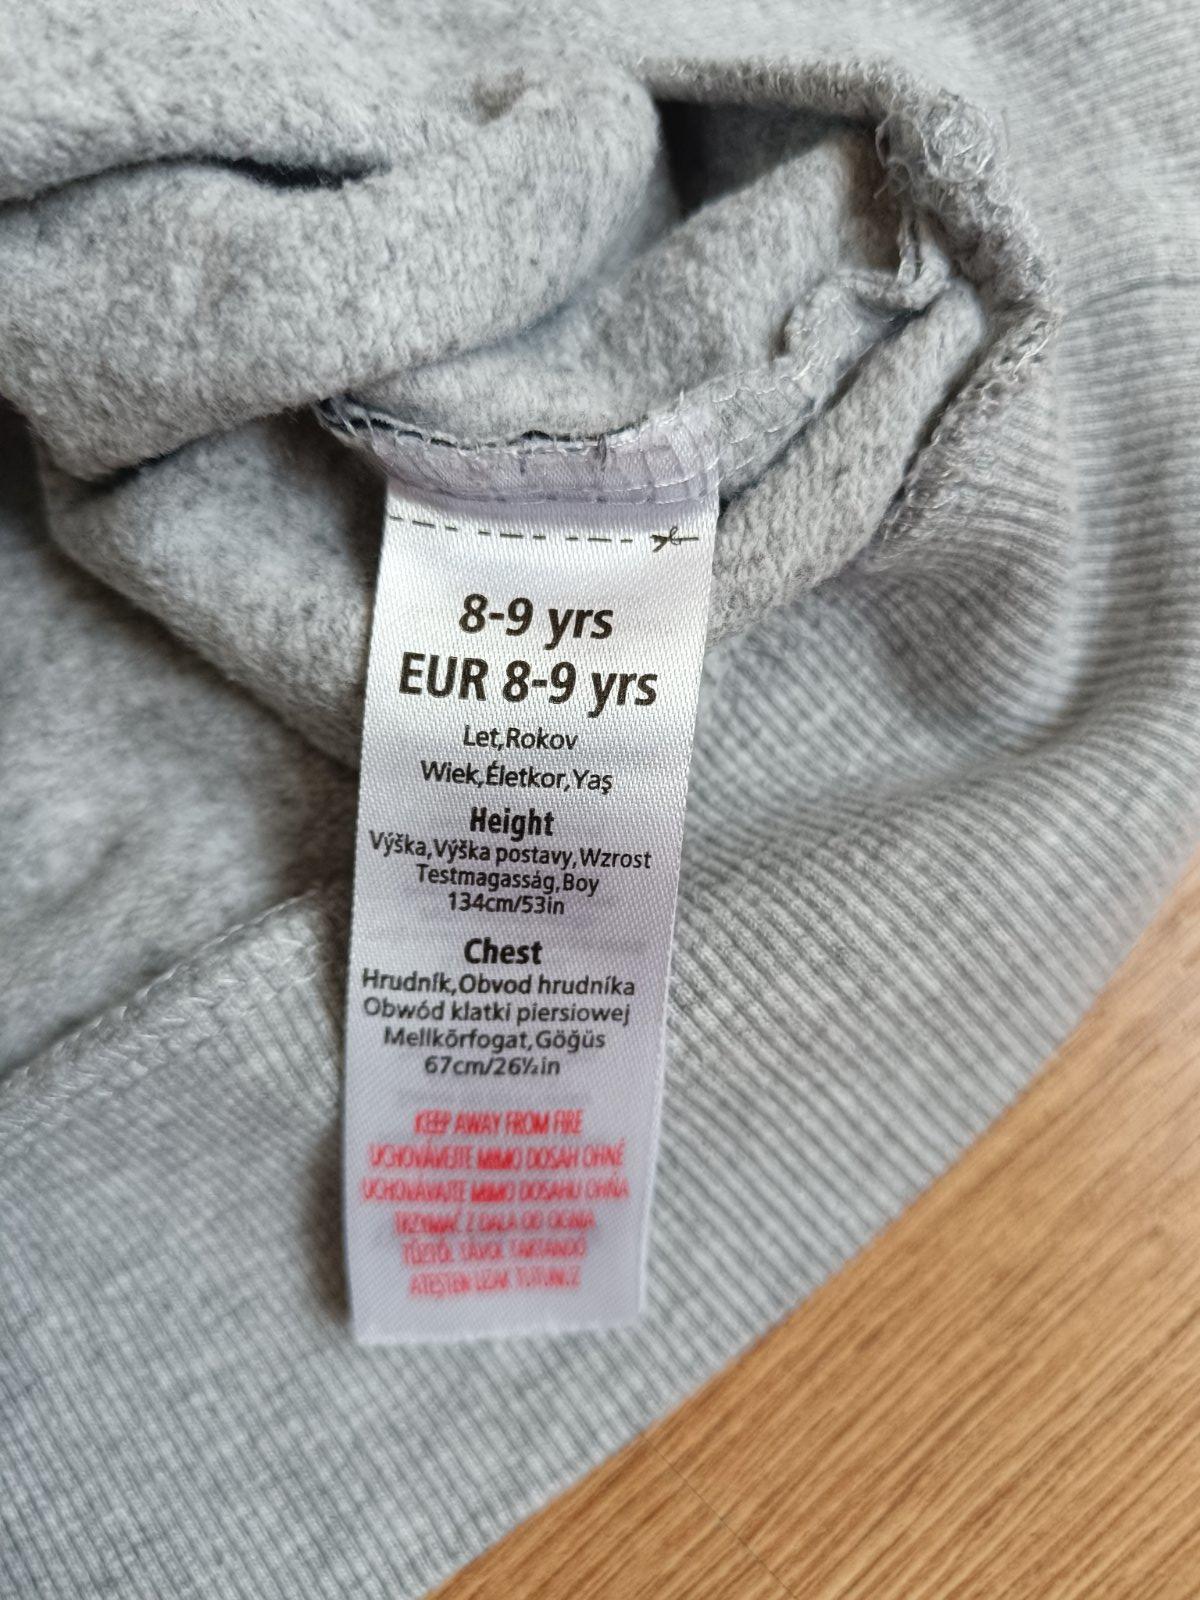 8-9 yrs
EUR 8-9 yrs
Let,Rokov
Wiek,Életkor,Yaş
Height
Výška,Výška postavy,Wzrost
Testmagasság,Boy
134cm/53in
Chest
Hrudník,Obvod hrudníka
Obwód klatki piersiowej
Mellkõrfogat,Göğüs
67cm/26½in
KEEP AWAY FROM FIRE
UCHOVÁVEJTE MIMO DOSAH OHNĚ
UCHOVÁVAJTE MIMO DOSAHU OHŇA
TRZYMAĆ Z DALA OD OGNIA
TŰZTŐL TÁVOL TARTANDÓ
ATEŞTEN UZAK TUTUNUZ